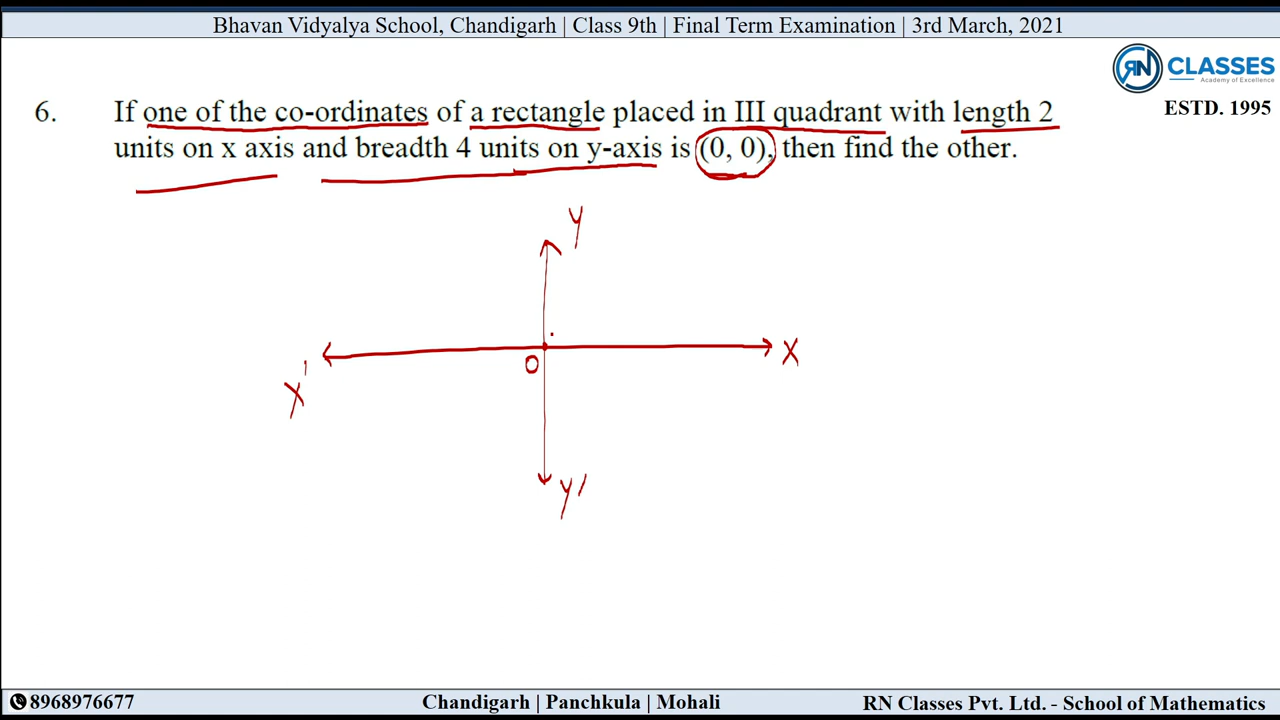 Bhavan Vidyalya School, Chandigarh | Class 9th | Final Term Examination | 3rd March, 2021
RN CLASSES
Academy of Excellence
ESTD. 1995
6. If one of the co-ordinates of a rectangle placed in III quadrant with length 2
units on x axis and breadth 4 units on y-axis is (0, 0), then find the other.
Y
X
O
X'
Y'
8968976677
Chandigarh | Panchkula | Mohali
RN Classes Pvt. Ltd. - School of Mathematics